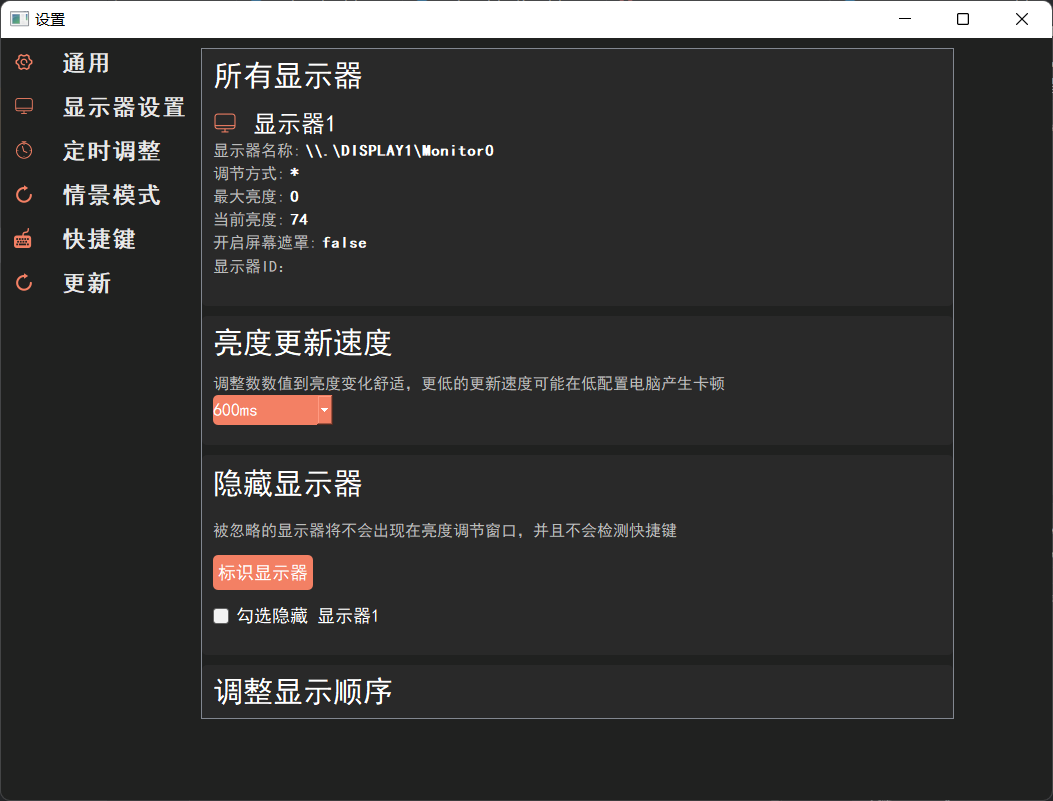 设置
通用
显示器设置
定时调整
情景模式
快捷键
更新
所有显示器
显示器1
显示器名称: \\.\DISPLAY1\Monitor0
调节方式: *
最大亮度: 0
当前亮度: 74
开启屏幕遮罩: false
显示器ID:
亮度更新速度
调整数数值到亮度变化舒适，更低的更新速度可能在低配置电脑产生卡顿
600ms
隐藏显示器
被忽略的显示器将不会出现在亮度调节窗口，并且不会检测快捷键
标识显示器
勾选隐藏 显示器1
调整显示顺序